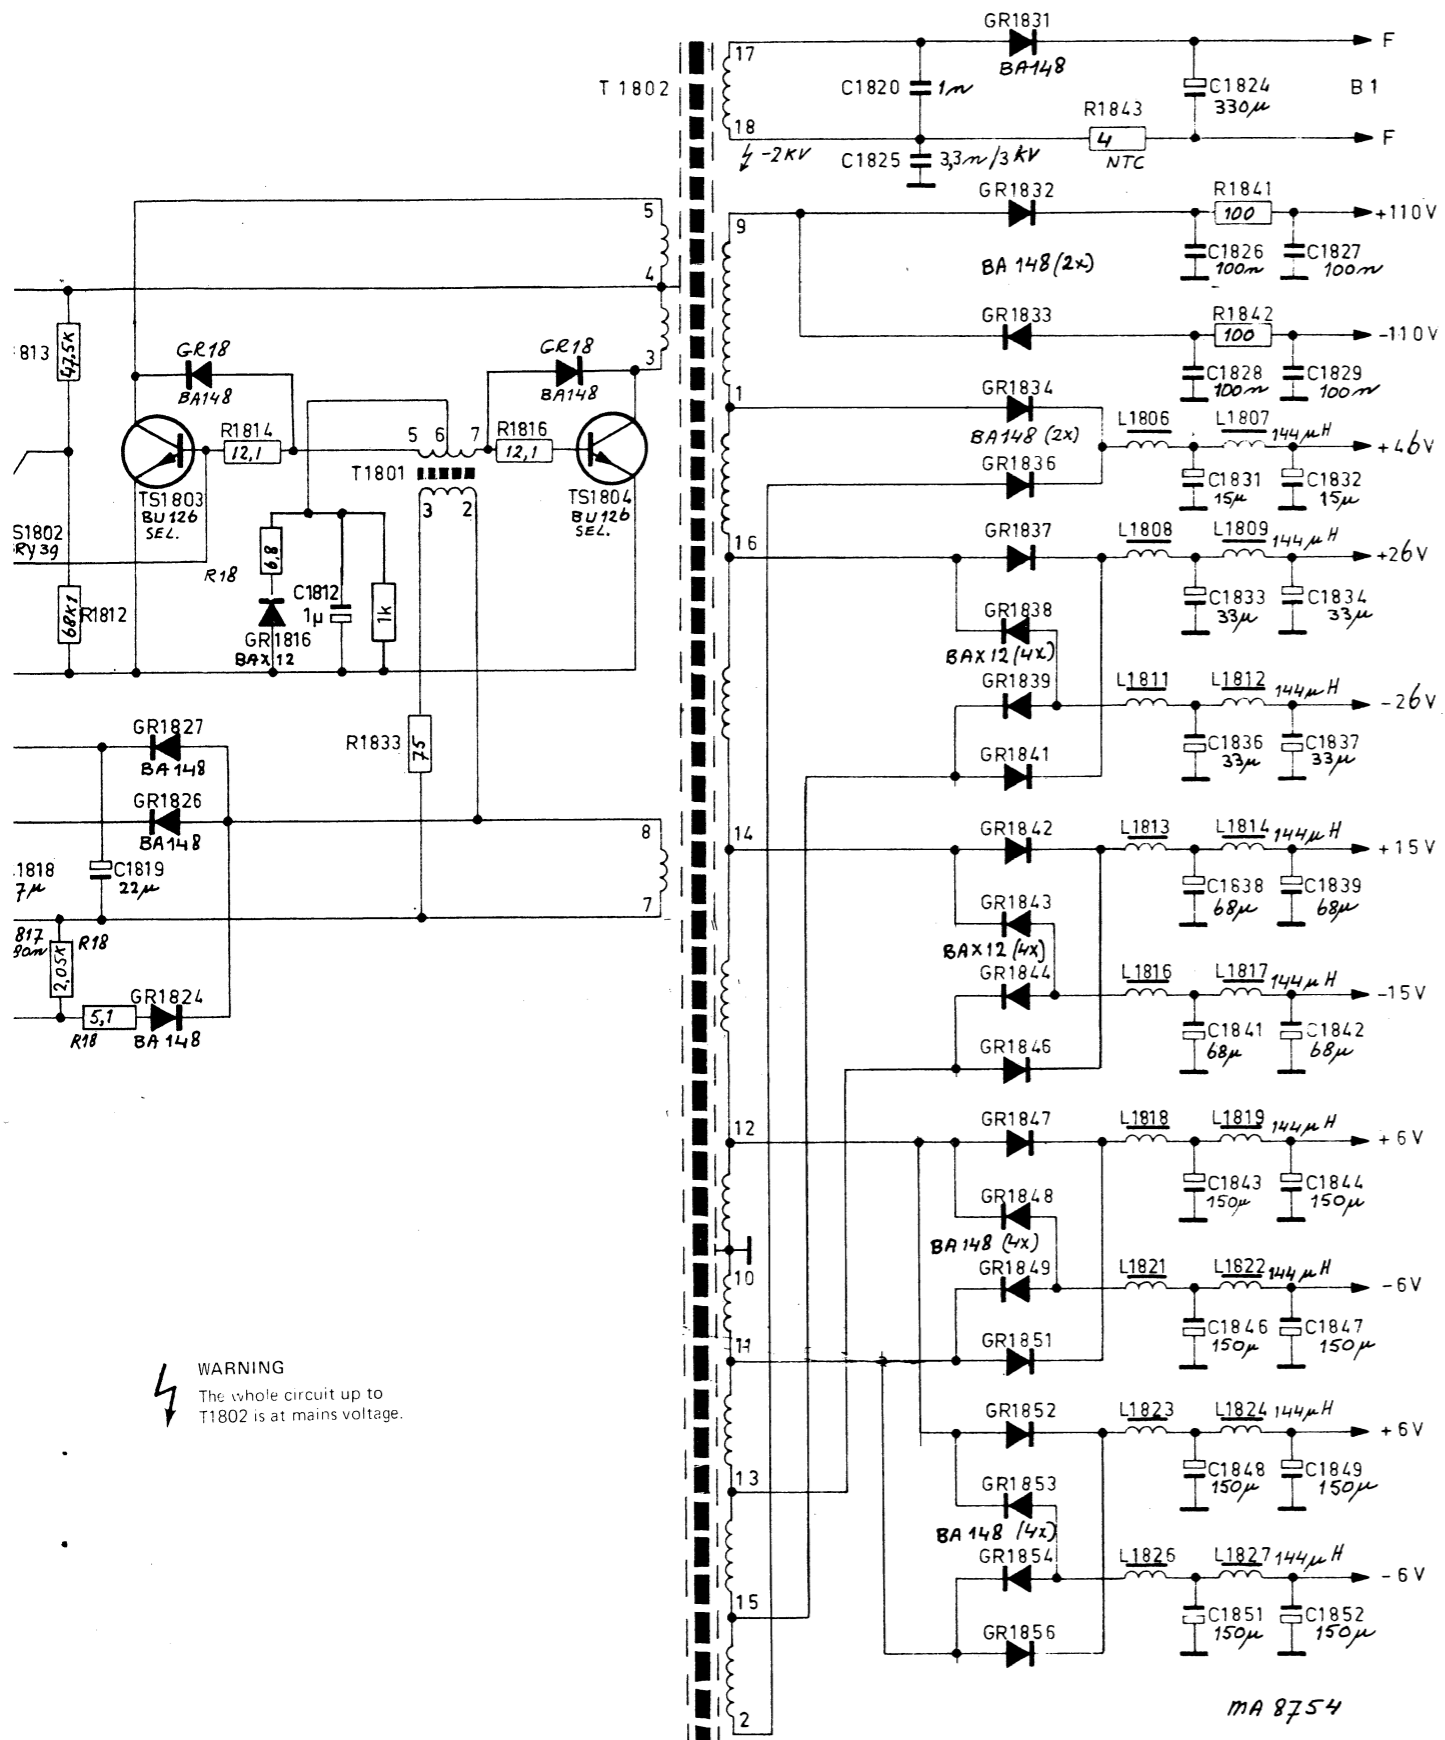 T 1802
17
18
-2KV
C1820
1n
C1825
3,3n/3 KV
GR1831
BA148
R1843
4
NTC
C1824
330µ
F
B1
F
9
GR1832
BA 148 (2x)
GR1833
R1841
100
C1826
100n
C1827
100n
+110V
R1842
100
C1828
100n
C1829
100n
-110V
1
GR1834
BA148 (2x)
GR1836
L1806
L1807
144µH
+46V
C1831
15µ
C1832
15µ
16
GR1837
GR1838
BAX12 (4x)
GR1839
GR1841
L1808
L1809
144µH
+26V
C1833
33µ
C1834
33µ
L1811
L1812
144µH
-26V
C1836
33µ
C1837
33µ
14
GR1842
GR1843
BAX12 (4x)
GR1844
GR1846
L1813
L1814
144µH
+15V
C1838
68µ
C1839
68µ
L1816
L1817
144µH
-15V
C1841
68µ
C1842
68µ
12
GR1847
GR1848
BA148 (4x)
GR1849
GR1851
L1818
L1819
144µH
+6V
C1843
150µ
C1844
150µ
10
L1821
L1822
144µH
-6V
C1846
150µ
C1847
150µ
11
GR1852
GR1853
BA148 (4x)
GR1854
GR1856
L1823
L1824
144µH
+6V
C1848
150µ
C1849
150µ
13
15
2
L1826
L1827
144µH
-6V
C1851
150µ
C1852
150µ
5
4
3
813
47,5K
GR18
BA148
GR18
BA148
R1814
12,1
5
6
7
R1816
12,1
T1801
3
2
TS1803
BU126
SEL.
TS1804
BU126
SEL.
S1802
RY39
R18
6,8
C1812
1µ
1k
68K1
R1812
GR1816
BAX12
GR1827
BA148
GR1826
BA148
R1833
75
8
7
1818
7µ
C1819
22µ
817
R18
2,05K
GR1824
5,1
R18
BA148
WARNING
The whole circuit up to
T1802 is at mains voltage.
MA 8754